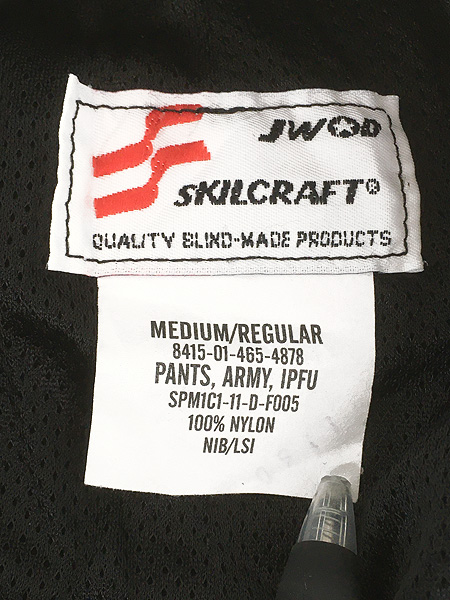 JWOD
SKILCRAFT®
QUALITY BLIND-MADE PRODUCTS
MEDIUM/REGULAR
8415-01-465-4878
PANTS, ARMY, IPFU
SPM1C1-11-D-F005
100% NYLON
NIB/LSI